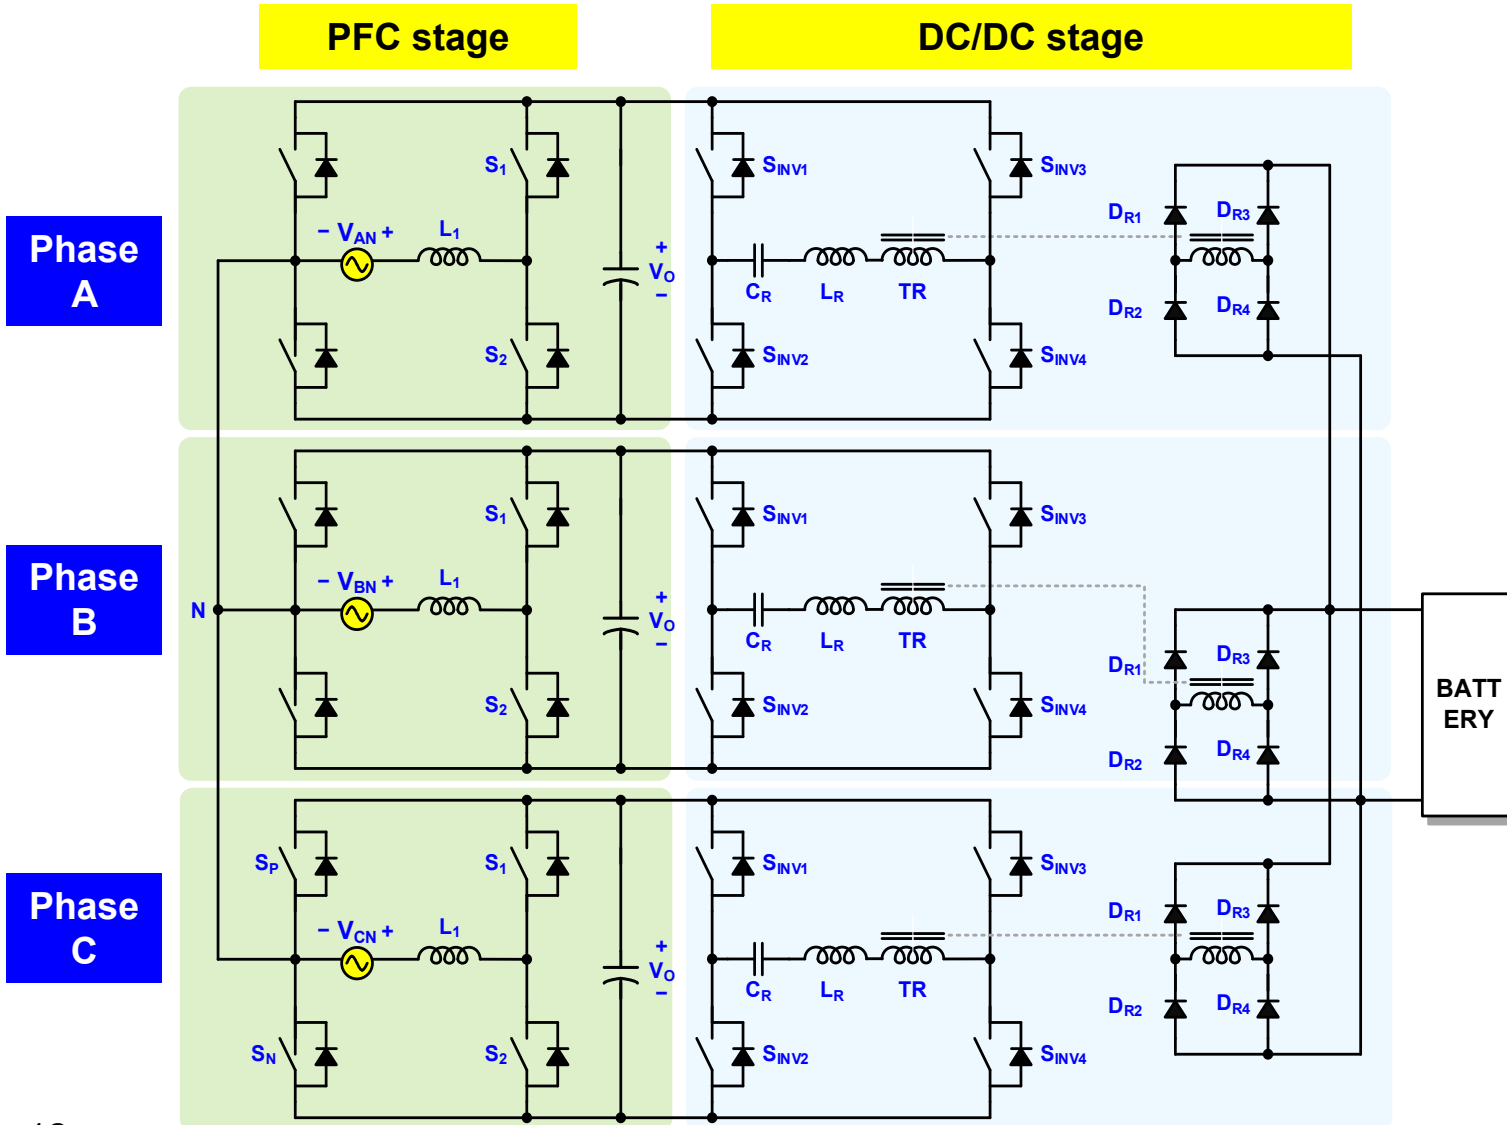 PFC stage
DC/DC stage
Phase
A
S1
SINV1
SINV3
DR1
DR3
− VAN +
L1
+
VO
−
CR
LR
TR
DR2
DR4
S2
SINV2
SINV4
Phase
B
S1
SINV1
SINV3
N
− VBN +
L1
+
VO
−
CR
LR
TR
DR1
DR3
S2
SINV2
SINV4
DR2
DR4
BATT
ERY
Phase
C
SP
S1
SINV1
SINV3
DR1
DR3
− VCN +
L1
+
VO
−
CR
LR
TR
DR2
DR4
SN
S2
SINV2
SINV4